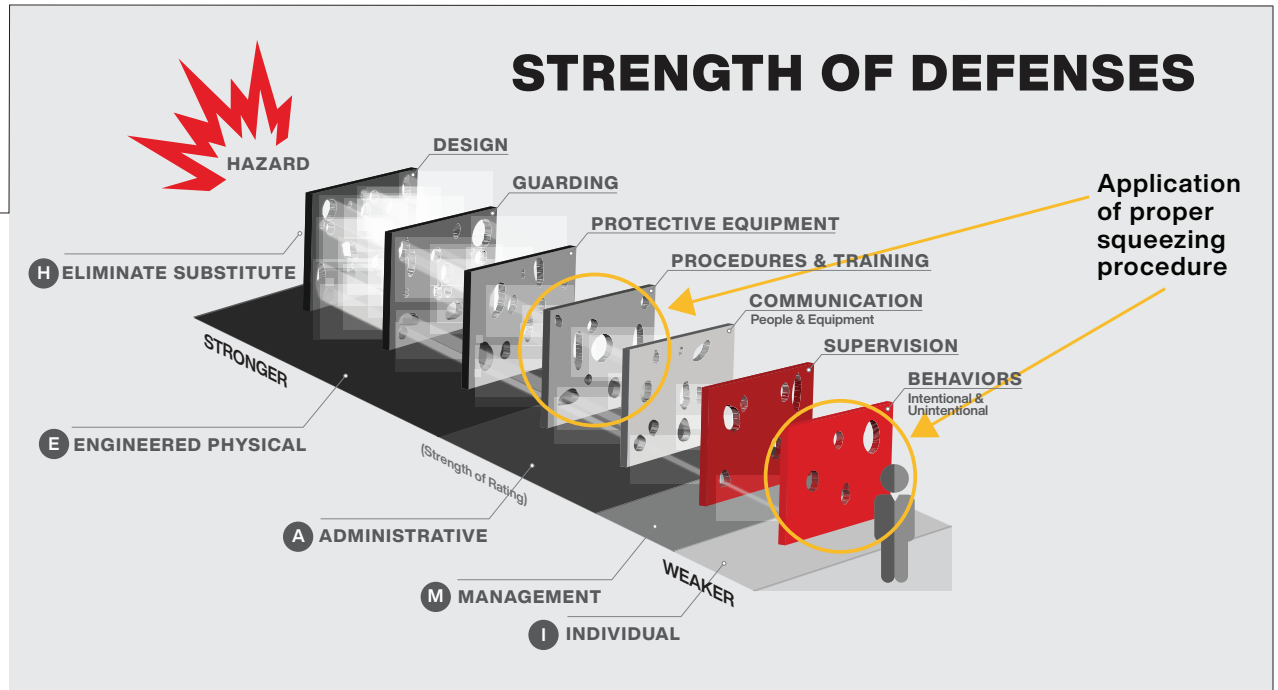 STRENGTH OF DEFENSES
HAZARD
DESIGN
GUARDING
PROTECTIVE EQUIPMENT
PROCEDURES & TRAINING
COMMUNICATION
People & Equipment
SUPERVISION
BEHAVIORS
Intentional &
Unintentional
Application
of proper
squeezing
procedure
H ELIMINATE SUBSTITUTE
STRONGER
E ENGINEERED PHYSICAL
(Strength of Rating)
A ADMINISTRATIVE
WEAKER
M MANAGEMENT
I INDIVIDUAL